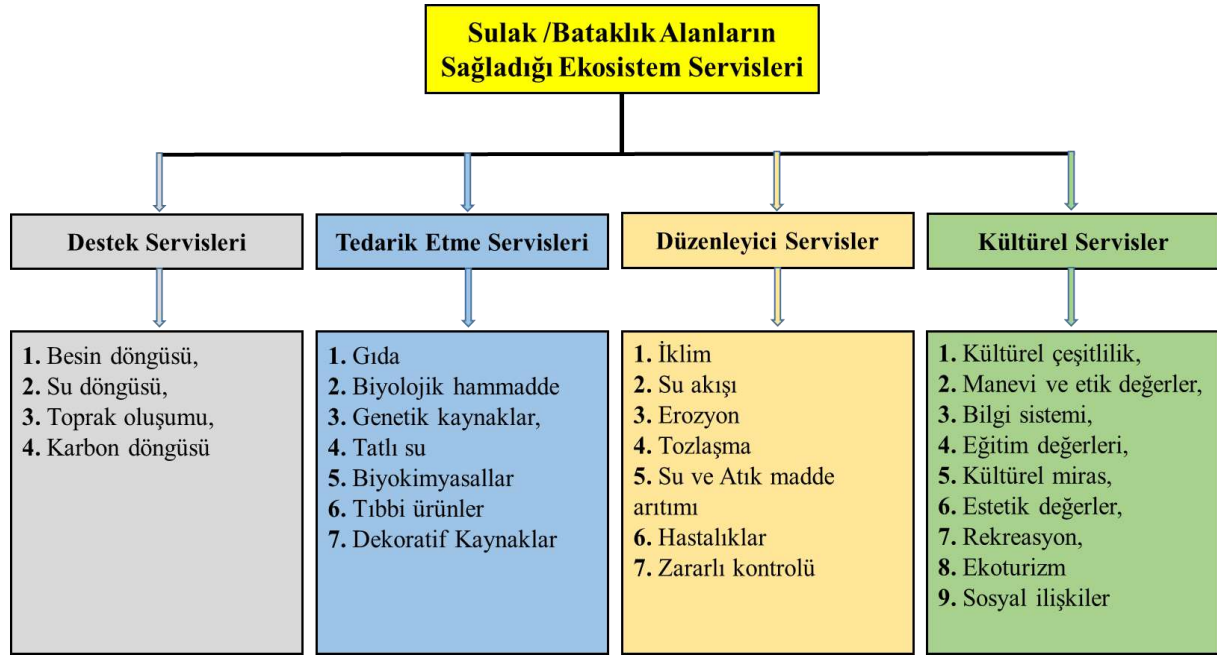 Sulak /Bataklık Alanların
Sağladığı Ekosistem Servisleri
Destek Servisleri
Tedarik Etme Servisleri
Düzenleyici Servisler
Kültürel Servisler
1. Besin döngüsü,
2. Su döngüsü,
3. Toprak oluşumu,
4. Karbon döngüsü
1. Gıda
2. Biyolojik hammadde
3. Genetik kaynaklar,
4. Tatlı su
5. Biyokimyasallar
6. Tıbbi ürünler
7. Dekoratif Kaynaklar
1. İklim
2. Su akışı
3. Erozyon
4. Tozlaşma
5. Su ve Atık madde
arıtımı
6. Hastalıklar
7. Zararlı kontrolü
1. Kültürel çeşitlilik,
2. Manevi ve etik değerler,
3. Bilgi sistemi,
4. Eğitim değerleri,
5. Kültürel miras,
6. Estetik değerler,
7. Rekreasyon,
8. Ekoturizm
9. Sosyal ilişkiler